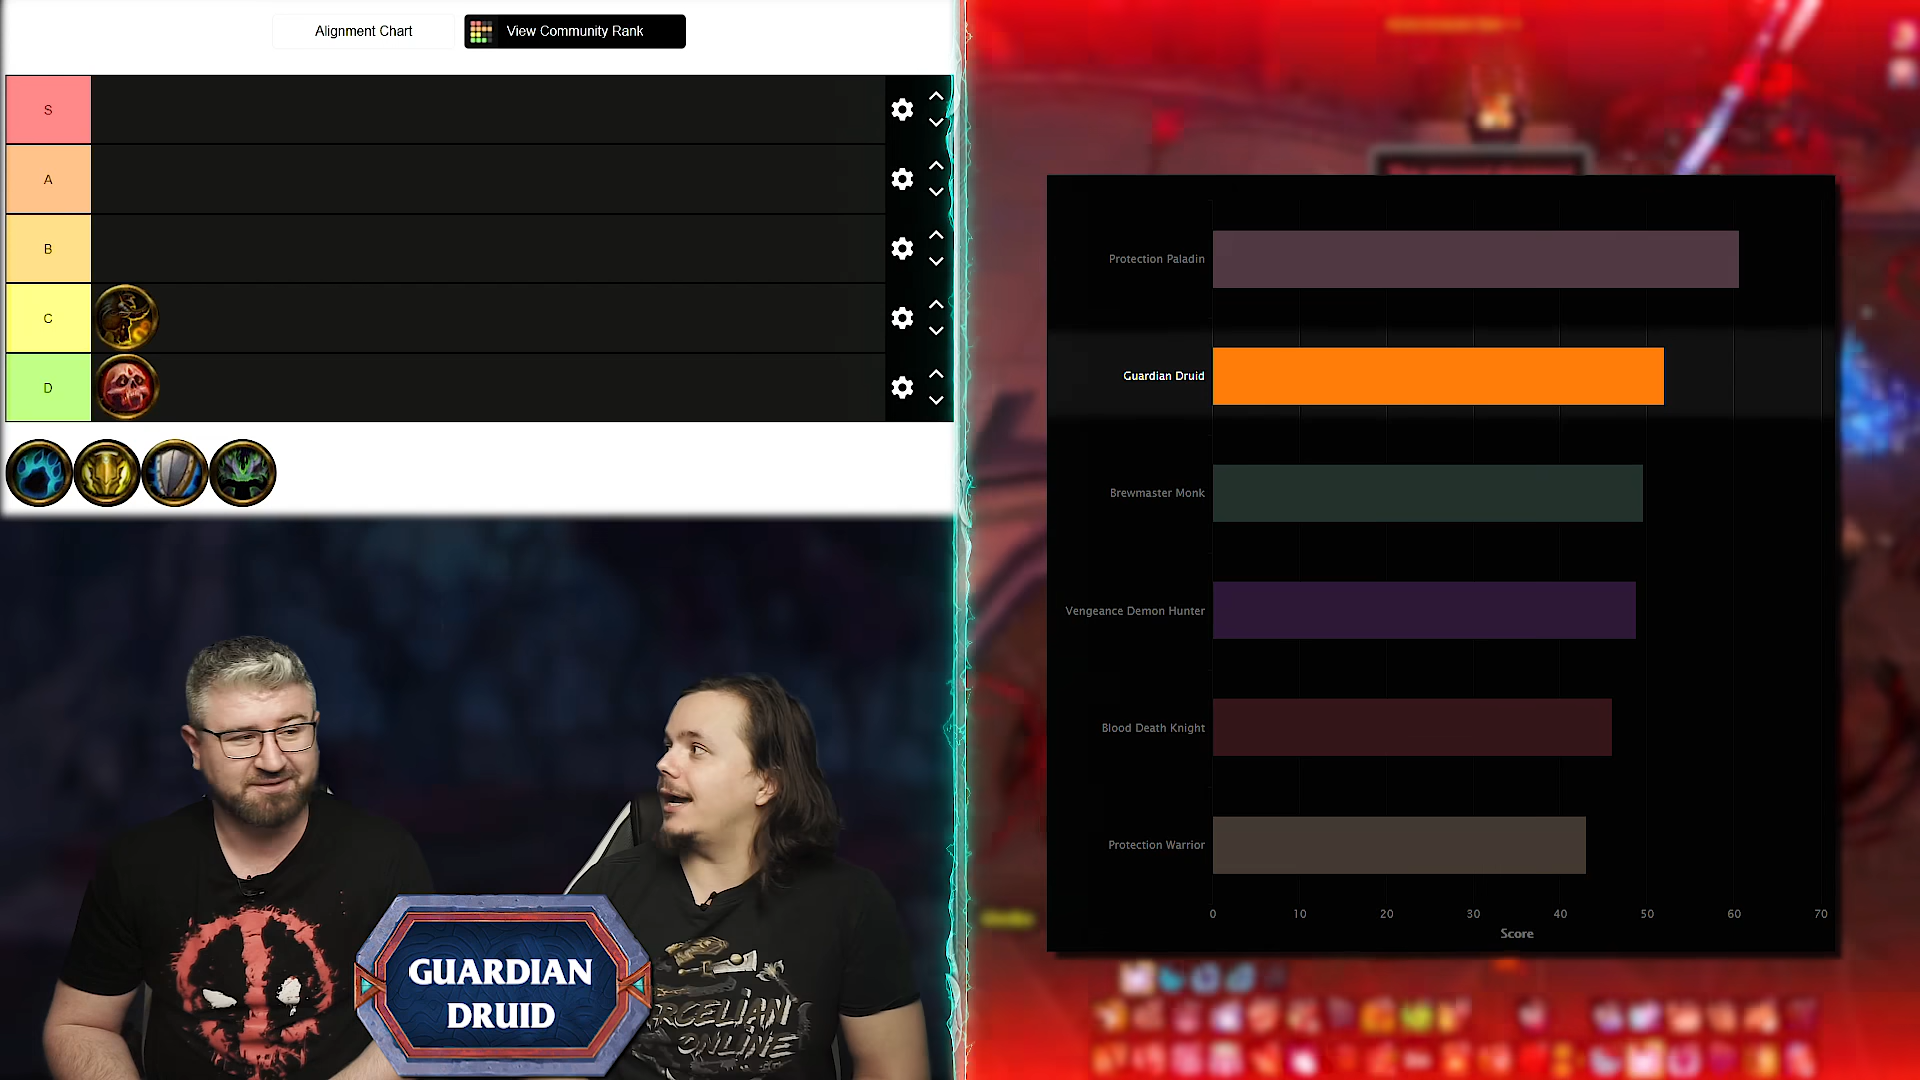 Alignment Chart
View Community Rank
S
A
B
C
D
Protection Paladin
Guardian Druid
Brewmaster Monk
Vengeance Demon Hunter
Blood Death Knight
Protection Warrior
0 10 20 30 40 50 60 70
Score
GUARDIAN
DRUID
ONLINE